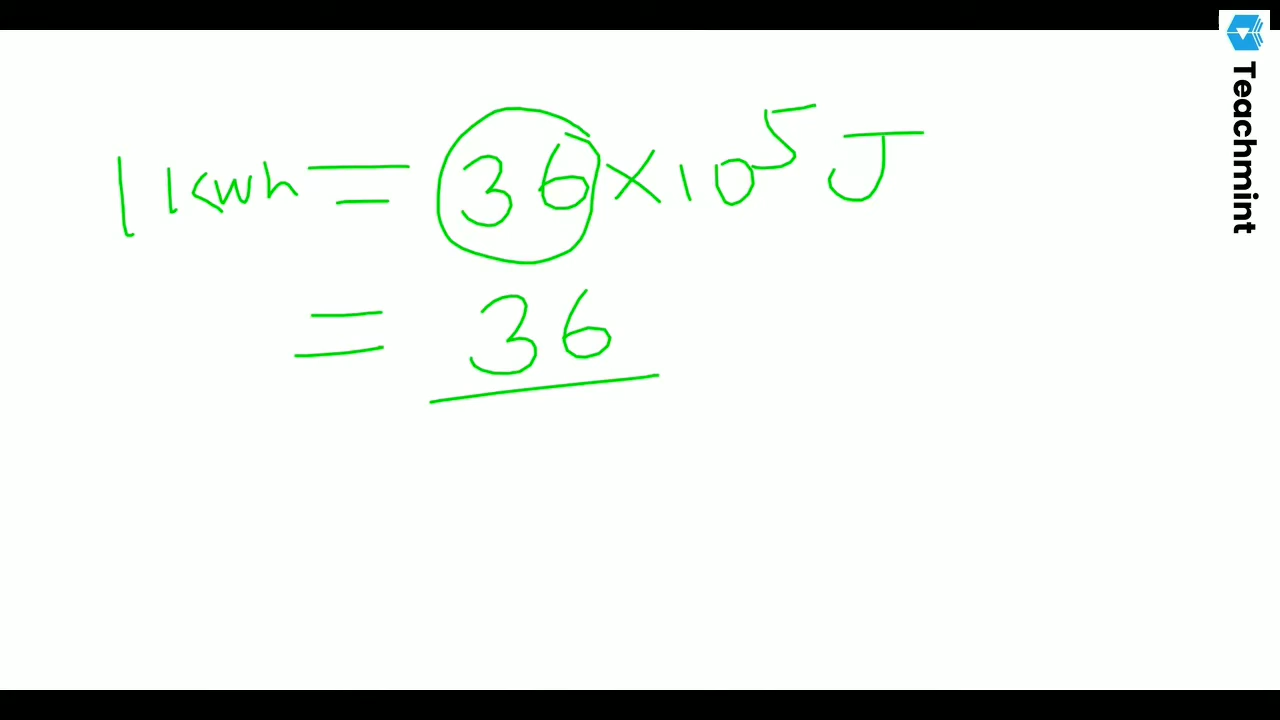 1 kwh = 36 × 10⁵ J
= 36
Teachmint